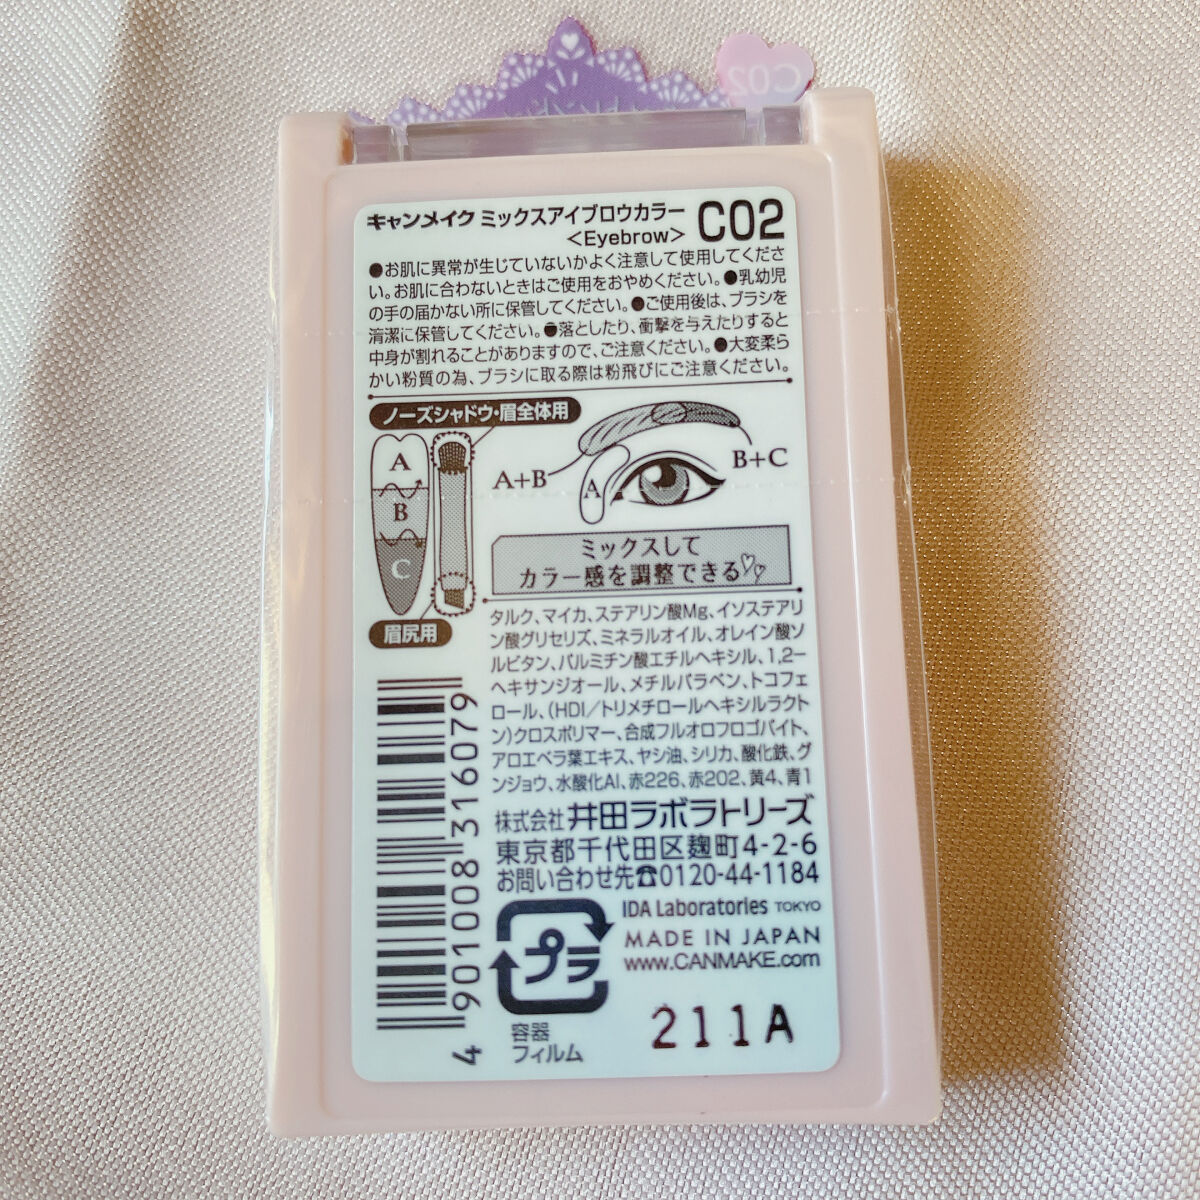 C02
キャンメイク ミックスアイブロウカラー
<Eyebrow>
C02
●お肌に異常が生じていないかよく注意して使用してくださ
い。お肌に合わないときはご使用をおやめください。●乳幼児
の手の届かない所に保管してください。●ご使用後は、ブラシを
清潔に保管してください。●落としたり、衝撃を与えたりすると
中身が割れることがありますので、ご注意ください。●大変柔ら
かい粉質の為、ブラシに取る際は粉飛びにご注意ください。
ノーズシャドウ・眉全体用
A
B
C
眉尻用
A+B
A
B+C
ミックスして
カラー感を調整できる
タルク、マイカ、ステアリン酸Mg、イソステアリ
ン酸グリセリズ、ミネラルオイル、オレイン酸ソ
ルビタン、パルミチン酸エチルヘキシル、1,2-
ヘキサンジオール、メチルパラベン、トコフェ
ロール、(HDI/トリメチロールヘキシルラクト
ン)クロスポリマー、合成フルオロフロゴパイト、
アロエベラ葉エキス、ヤシ油、シリカ、酸化鉄、グ
ンジョウ、水酸化Al、赤226、赤202、黄4、青1
株式会社 井田ラボラトリーズ
東京都千代田区麹町4-2-6
お問い合わせ先☎0120-44-1184
IDA Laboratories TOKYO
MADE IN JAPAN
www.CANMAKE.com
プラ
容器
フィルム
211A
4 901008 316079